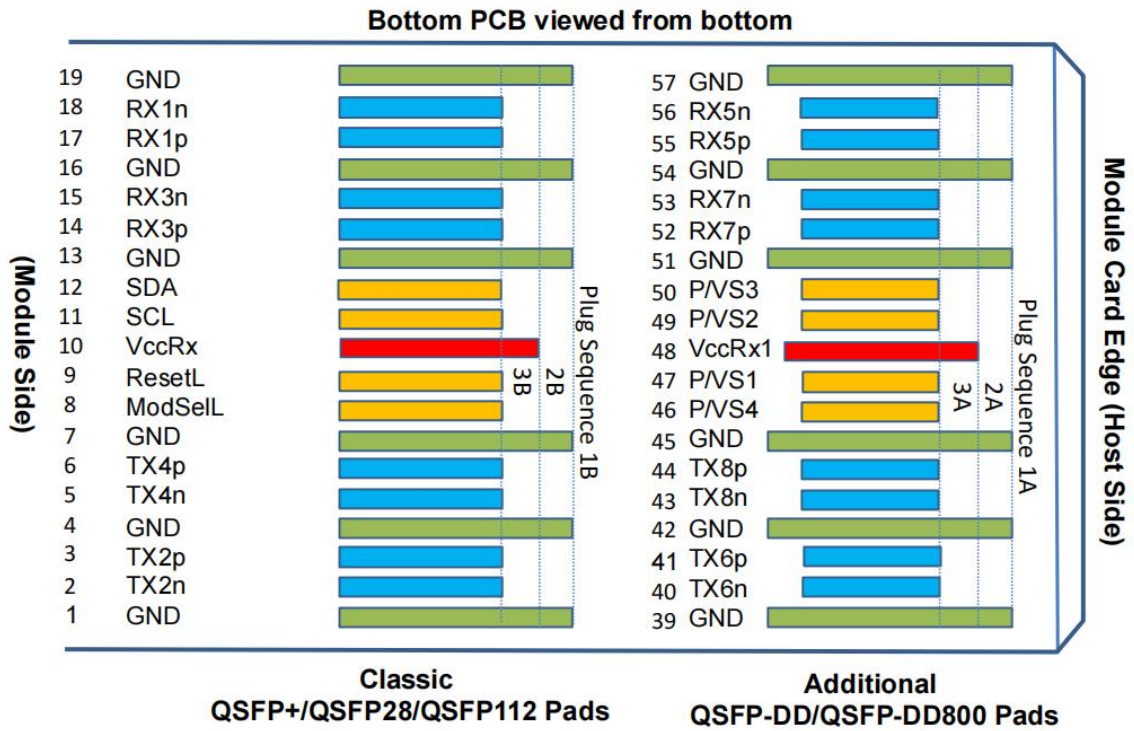 Bottom PCB viewed from bottom
19 GND
18 RX1n
17 RX1p
16 GND
15 RX3n
14 RX3p
13 GND
12 SDA
11 SCL
10 VccRx
9 ResetL
8 ModSelL
7 GND
6 TX4p
5 TX4n
4 GND
3 TX2p
2 TX2n
1 GND
3B
2B
Plug Sequence 1B
57 GND
56 RX5n
55 RX5p
54 GND
53 RX7n
52 RX7p
51 GND
50 P/VS3
49 P/VS2
48 VccRx1
47 P/VS1
46 P/VS4
45 GND
44 TX8p
43 TX8n
42 GND
41 TX6p
40 TX6n
39 GND
3A
2A
Plug Sequence 1A
(Module Side)
Module Card Edge (Host Side)
Classic
QSFP+/QSFP28/QSFP112 Pads
Additional
QSFP-DD/QSFP-DD800 Pads